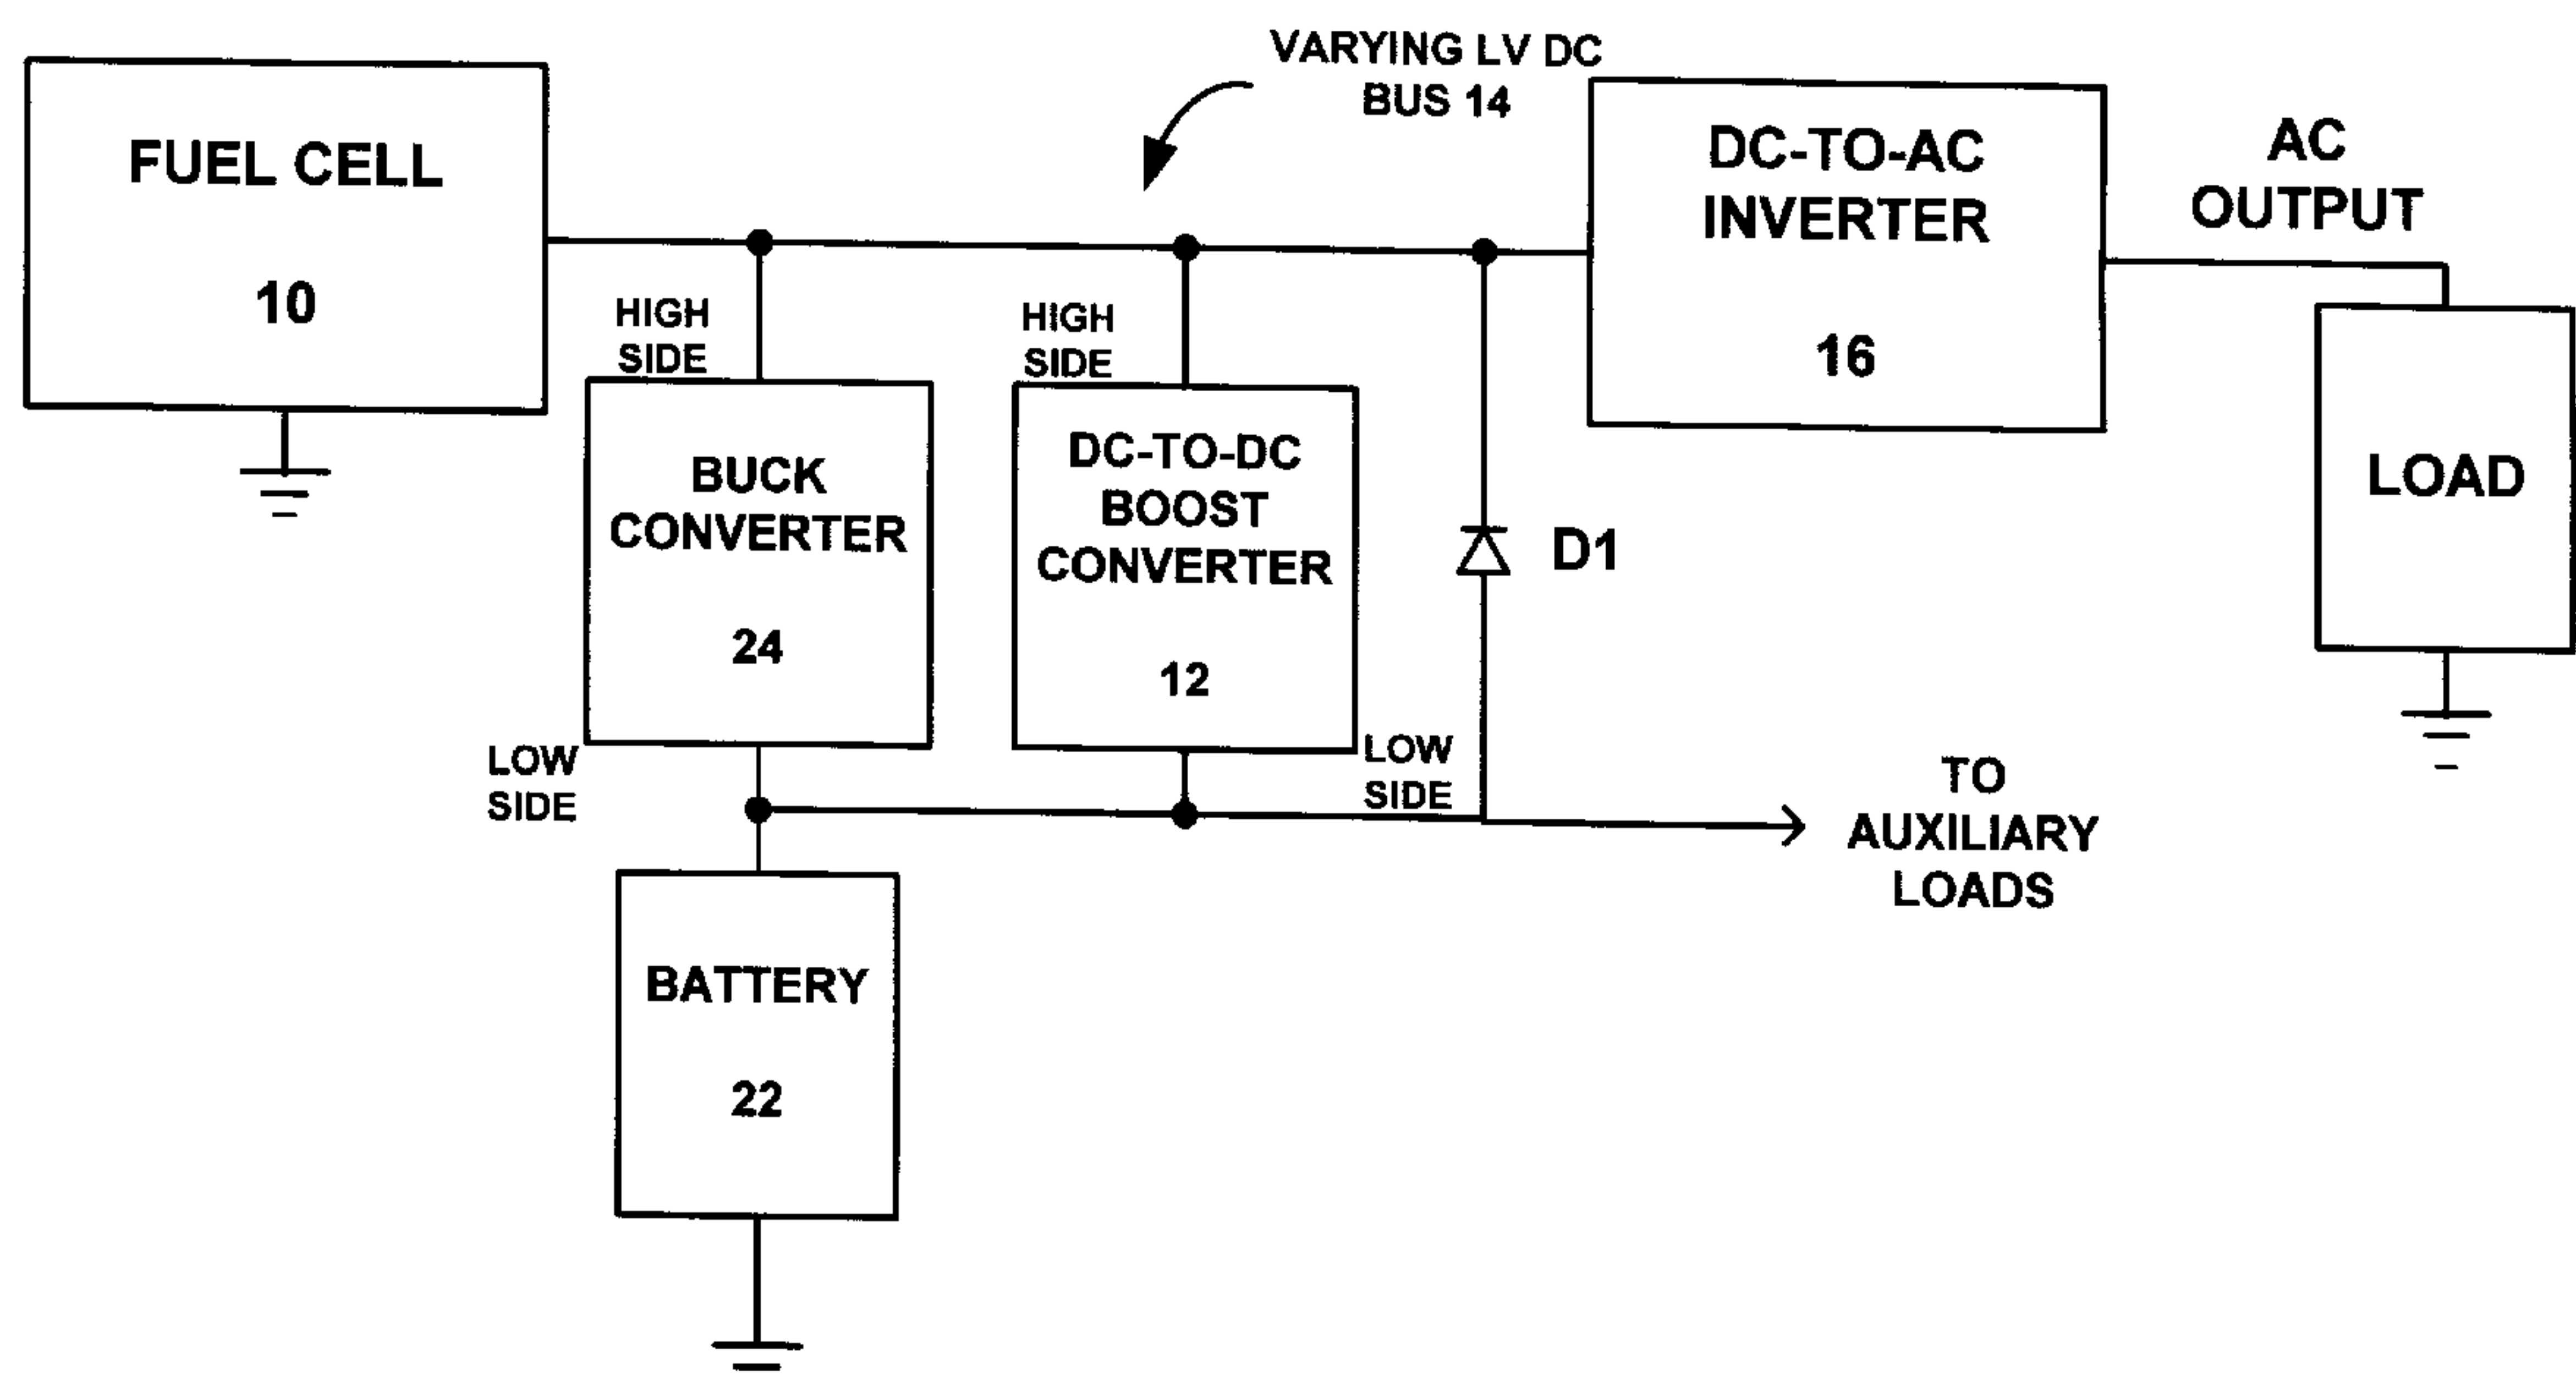 VARYING LV DC
BUS 14
FUEL CELL
10
DC-TO-AC
INVERTER
16
AC
OUTPUT
HIGH
SIDE
HIGH
SIDE
BUCK
CONVERTER
24
DC-TO-DC
BOOST
CONVERTER
12
D1
LOAD
LOW
SIDE
LOW
SIDE
TO
AUXILIARY
LOADS
BATTERY
22